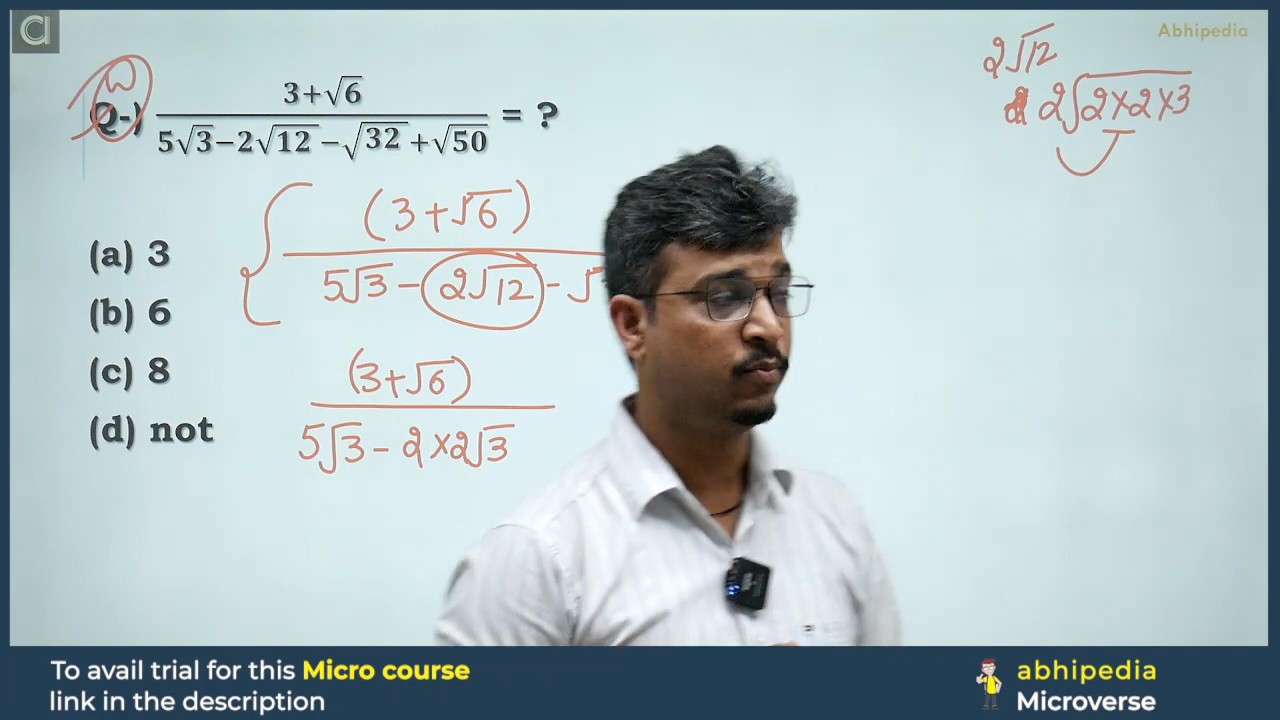 Abhipedia
Q-) 3+√6 / 5√3−2√12 −√32 +√50 = ?
(a) 3
(b) 6
(c) 8
(d) not
(3+√6)
5√3 − 2√12 − √
(3+√6)
5√3 − 2×2√3
2√12
2√2×2×3
To avail trial for this Micro course
link in the description
abhipedia
Microverse